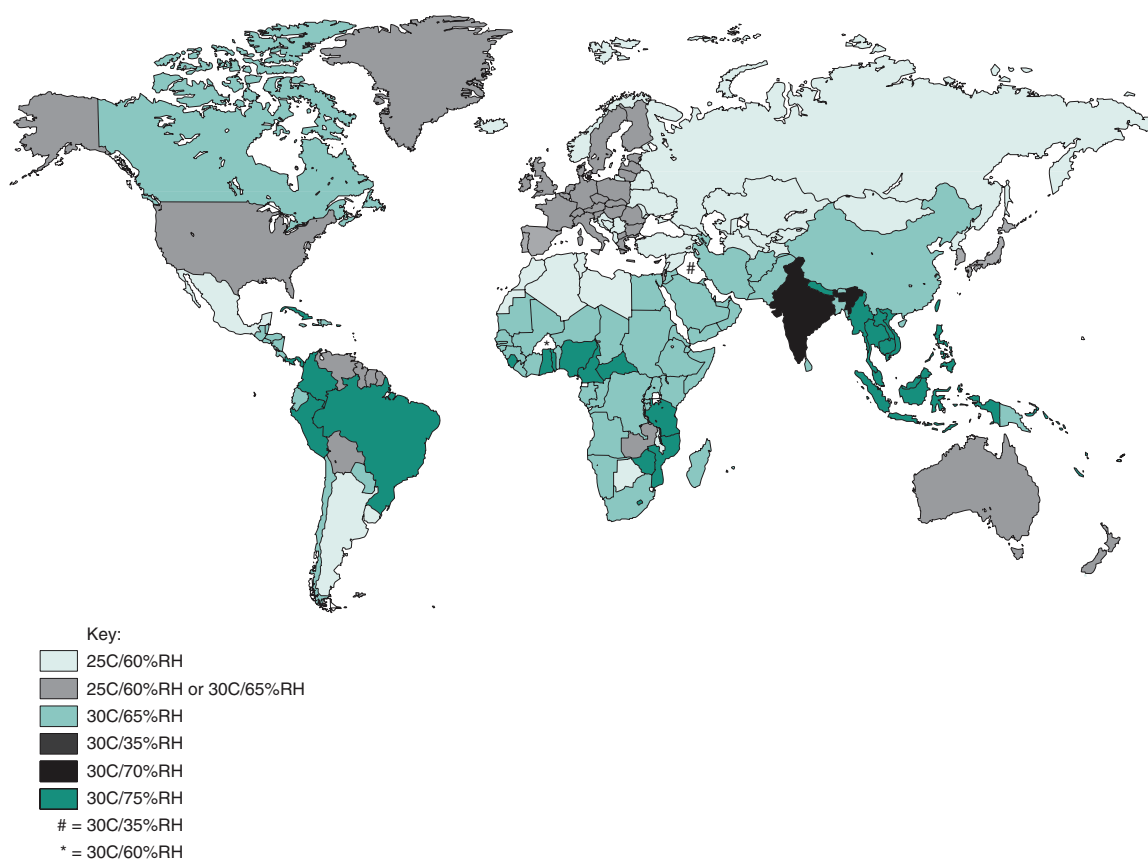 #
*
Key:
25C/60%RH
25C/60%RH or 30C/65%RH
30C/65%RH
30C/35%RH
30C/70%RH
30C/75%RH
# = 30C/35%RH
* = 30C/60%RH